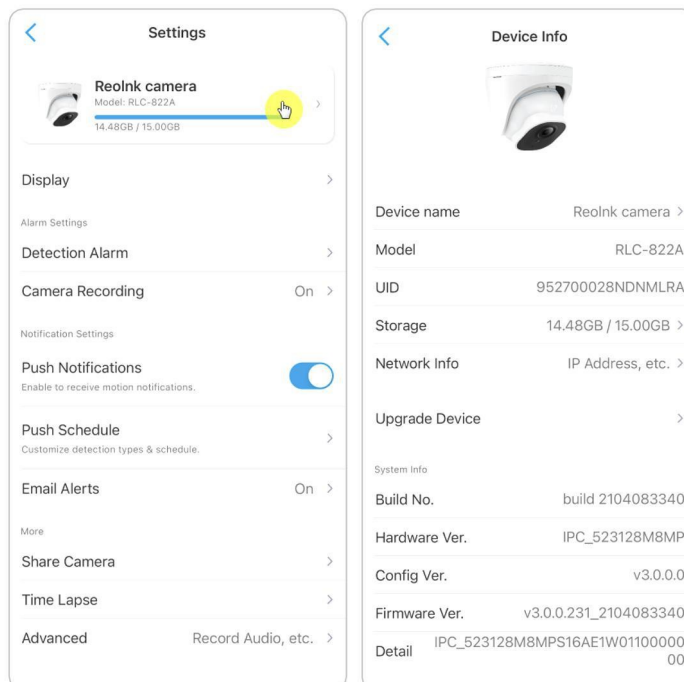 Settings
Reolnk camera
Model: RLC-822A
14.48GB / 15.00GB
Display
Alarm Settings
Detection Alarm
Camera Recording On
Notification Settings
Push Notifications
Enable to receive motion notifications.
Push Schedule
Customize detection types & schedule.
Email Alerts On
More
Share Camera
Time Lapse
Advanced Record Audio, etc.
Device Info
Device name Reolnk camera
Model RLC-822A
UID 952700028NDNMLRA
Storage 14.48GB / 15.00GB
Network Info IP Address, etc.
Upgrade Device
System Info
Build No. build 2104083340
Hardware Ver. IPC_523128M8MP
Config Ver. v3.0.0.0
Firmware Ver. v3.0.0.231_2104083340
Detail IPC_523128M8MPS16AE1W01100000
00